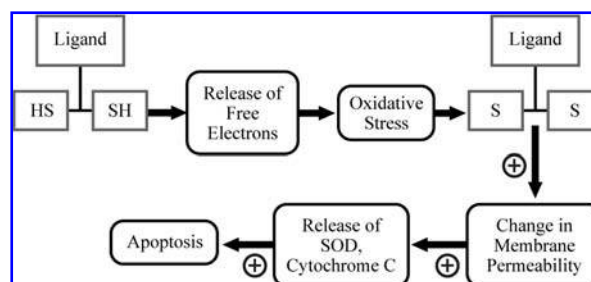 Ligand
Ligand
HS
SH
Release of
Free
Electrons
Oxidative
Stress
S
S
Apoptosis
Release of
SOD,
Cytochrome C
Change in
Membrane
Permeability